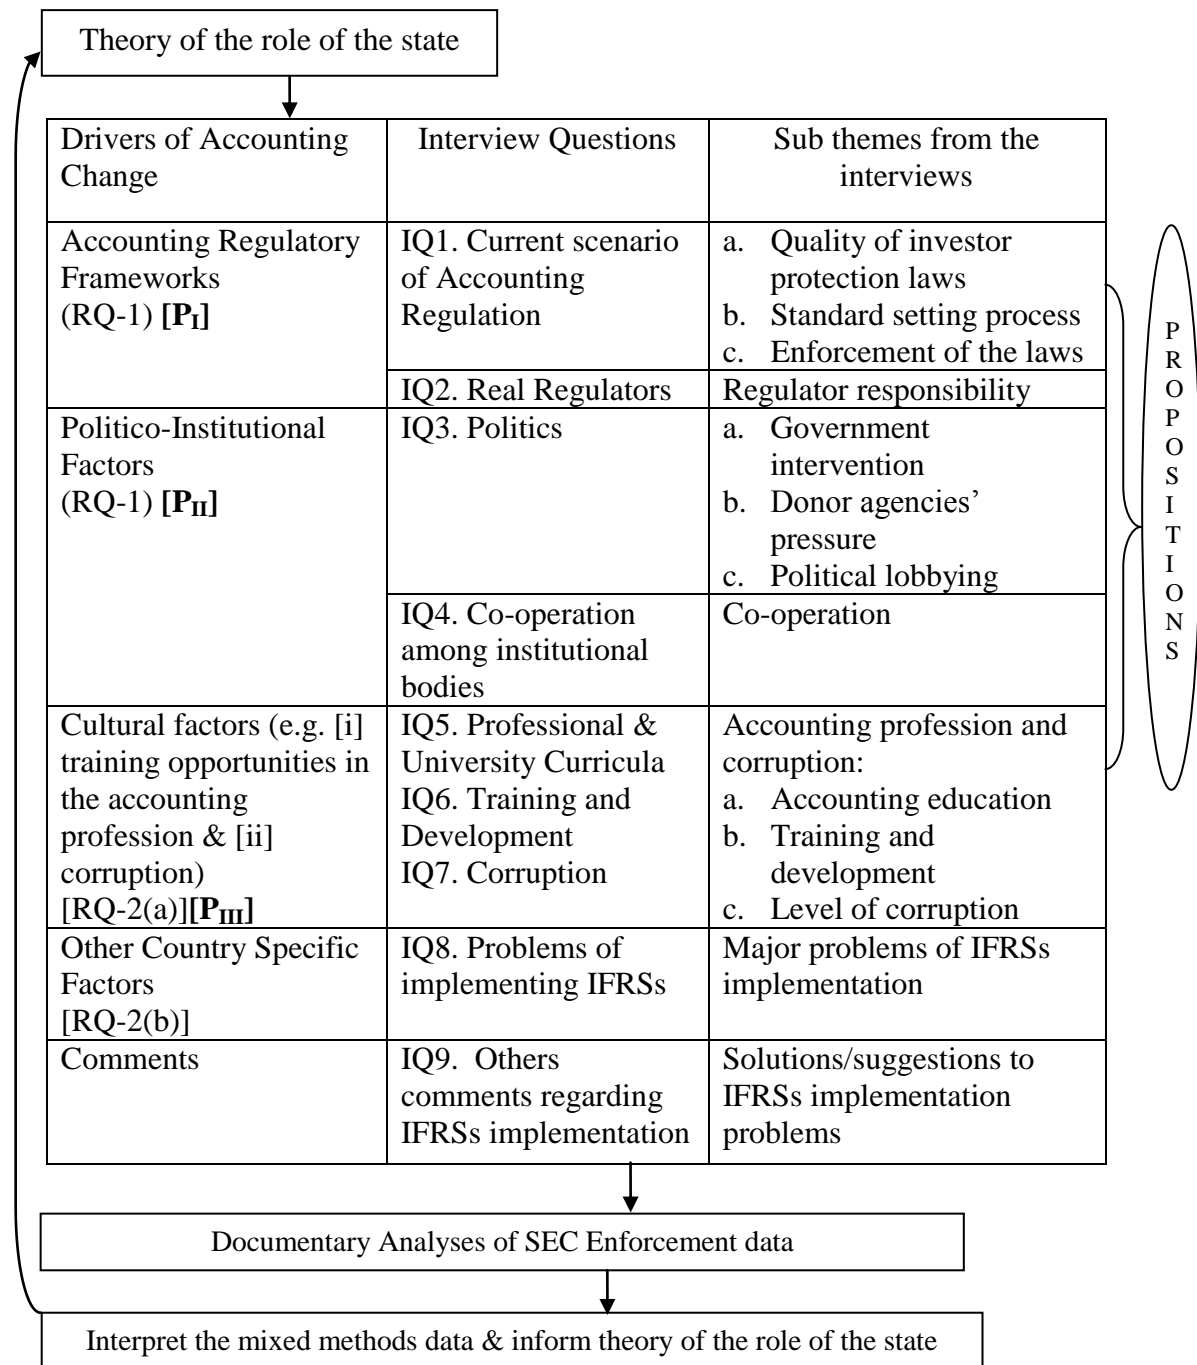 Theory of the role of the state
Drivers of Accounting
Change
Interview Questions
Sub themes from the
interviews
Accounting Regulatory
Frameworks
(RQ-1) [PI]
IQ1. Current scenario
of Accounting
Regulation
a. Quality of investor
protection laws
b. Standard setting process
c. Enforcement of the laws
IQ2. Real Regulators
Regulator responsibility
Politico-Institutional
Factors
(RQ-1) [PII]
IQ3. Politics
a. Government
intervention
b. Donor agencies’
pressure
c. Political lobbying
IQ4. Co-operation
among institutional
bodies
Co-operation
Cultural factors (e.g. [i]
training opportunities in
the accounting
profession & [ii]
corruption)
[RQ-2(a)][PIII]
IQ5. Professional &
University Curricula
IQ6. Training and
Development
IQ7. Corruption
Accounting profession and
corruption:
a. Accounting education
b. Training and
development
c. Level of corruption
Other Country Specific
Factors
[RQ-2(b)]
IQ8. Problems of
implementing IFRSs
Major problems of IFRSs
implementation
Comments
IQ9. Others
comments regarding
IFRSs implementation
Solutions/suggestions to
IFRSs implementation
problems
PROPOSITIONS
Documentary Analyses of SEC Enforcement data
Interpret the mixed methods data & inform theory of the role of the state